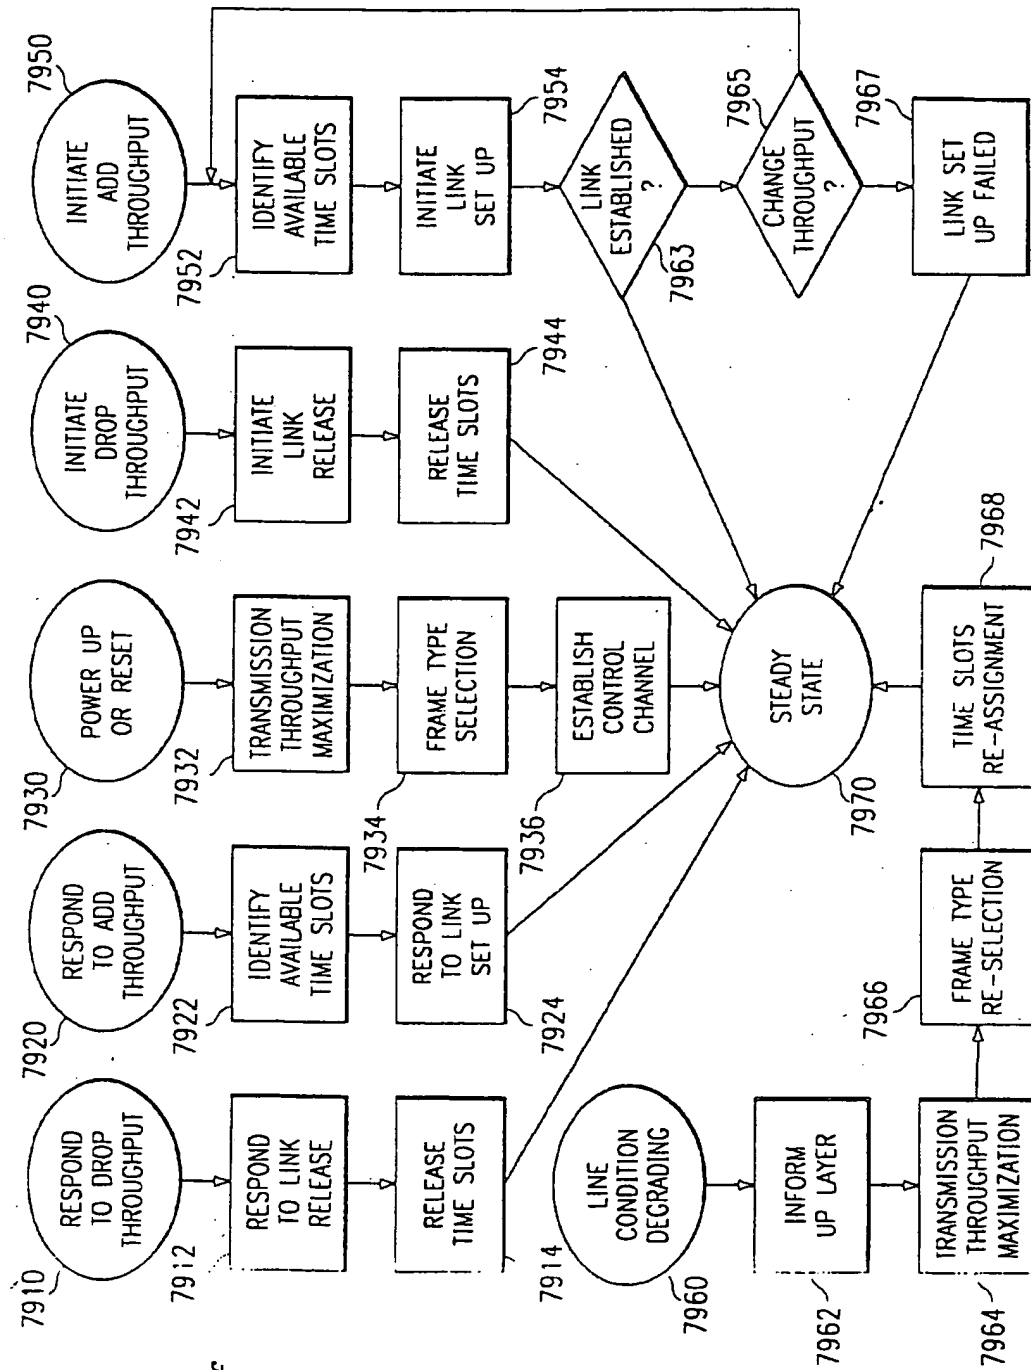 7910
RESPOND
TO DROP
THROUGHPUT
7912
RESPOND
TO LINK
RELEASE
7914
RELEASE
TIME SLOTS
7920
RESPOND
TO ADD
THROUGHPUT
7922
IDENTIFY
AVAILABLE
TIME SLOTS
7924
RESPOND
TO LINK
SET UP
7930
POWER UP
OR RESET
7932
TRANSMISSION
THROUGHPUT
MAXIMIZATION
7934
FRAME TYPE
SELECTION
7936
ESTABLISH
CONTROL
CHANNEL
7940
INITIATE
DROP
THROUGHPUT
7942
INITIATE
LINK
RELEASE
7944
RELEASE
TIME SLOTS
7950
INITIATE
ADD
THROUGHPUT
7952
IDENTIFY
AVAILABLE
TIME SLOTS
7954
INITIATE
LINK
SET UP
LINK
ESTABLISHED
?
7963
7965
CHANGE
THROUGHPUT
?
7967
LINK SET
UP FAILED
7960
LINE
CONDITION
DEGRADING
7962
INFORM
UP LAYER
7964
TRANSMISSION
THROUGHPUT
MAXIMIZATION
7966
FRAME TYPE
RE-SELECTION
7968
TIME SLOTS
RE-ASSIGNMENT
7970
STEADY
STATE